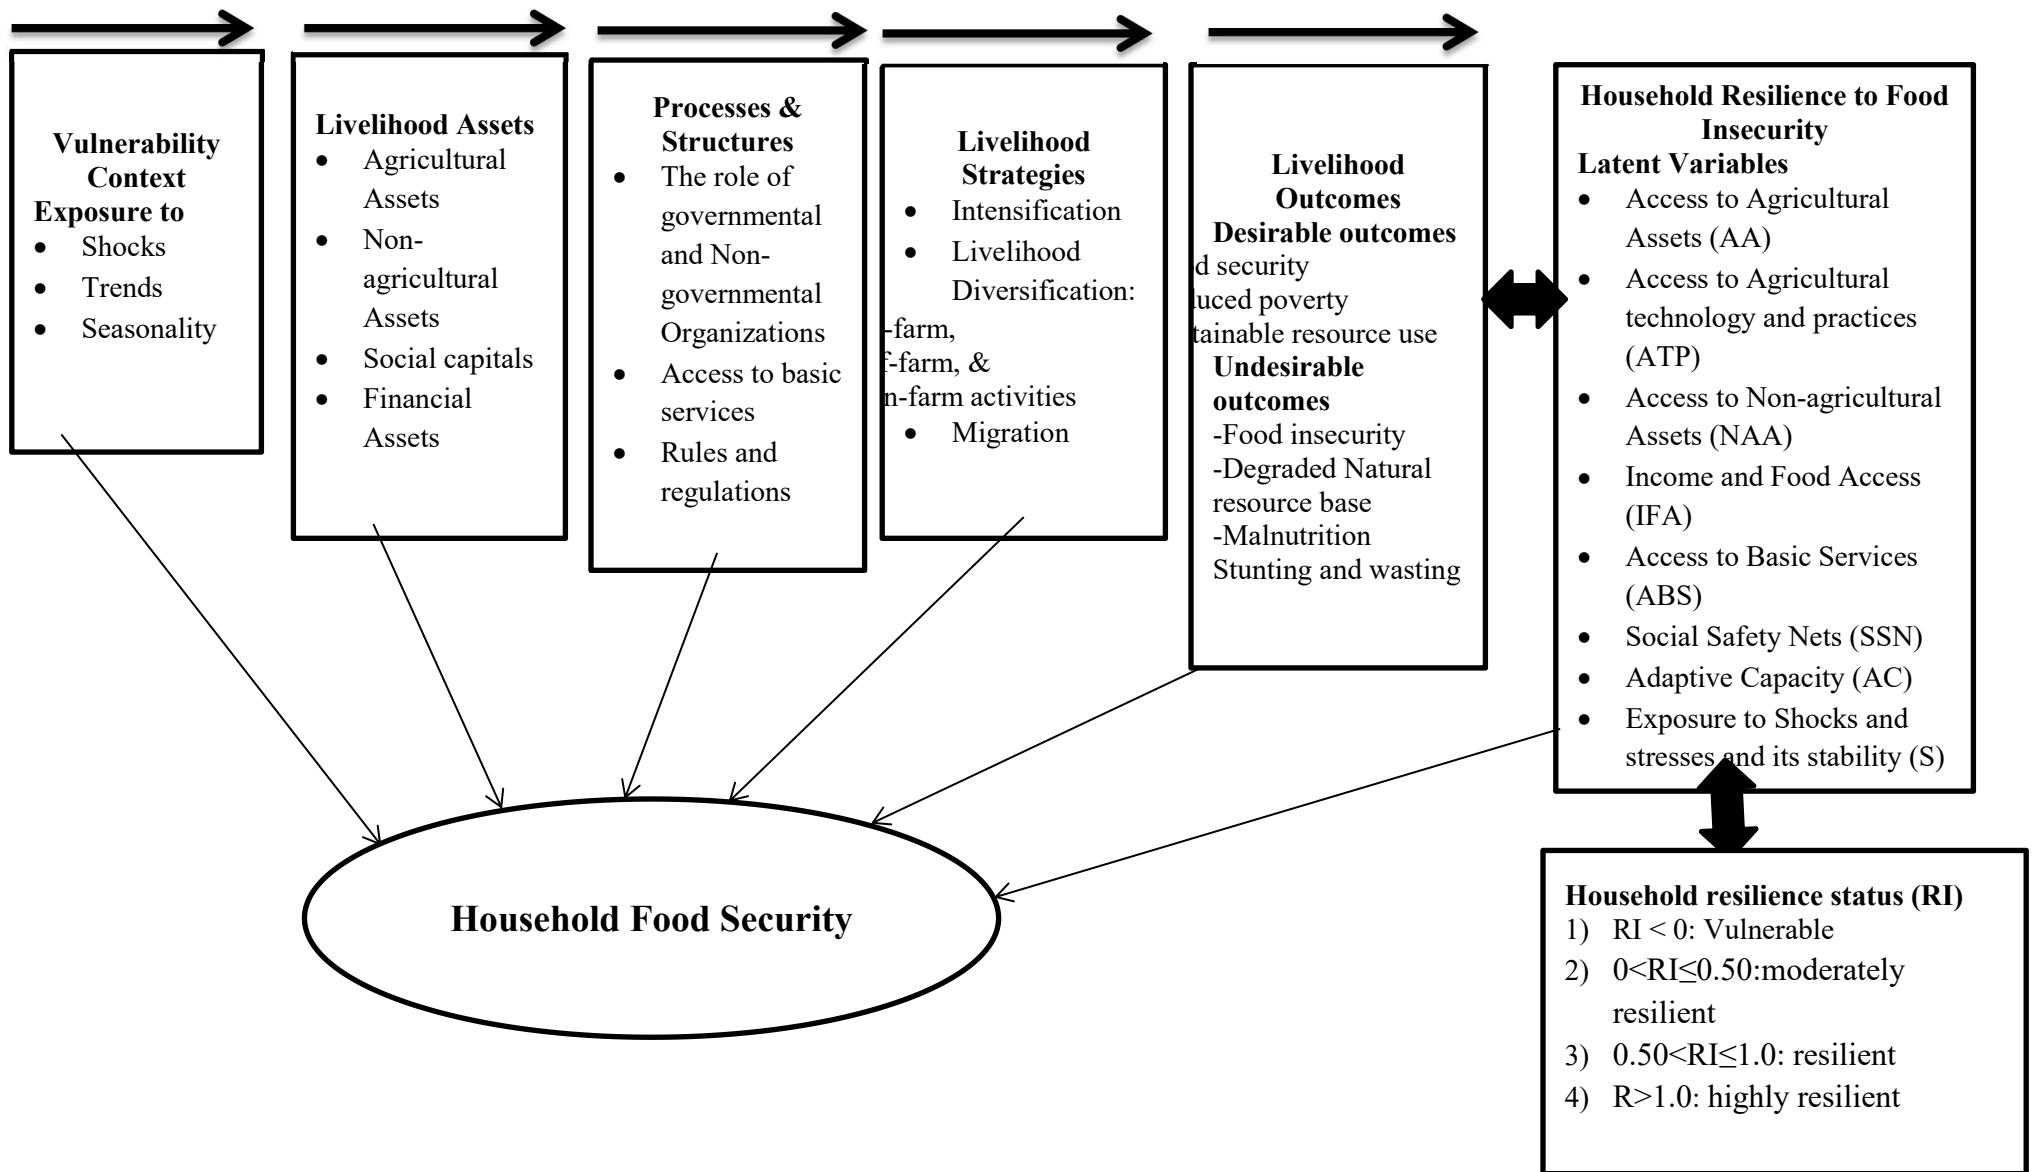 Vulnerability
Context
Exposure to
• Shocks
• Trends
• Seasonality
Livelihood Assets
• Agricultural
Assets
• Non-
agricultural
Assets
• Social capitals
• Financial
Assets
Processes &
Structures
• The role of
governmental
and Non-
governmental
Organizations
• Access to basic
services
• Rules and
regulations
Livelihood
Strategies
• Intensification
• Livelihood
Diversification:
-farm,
f-farm, &
n-farm activities
• Migration
Livelihood
Outcomes
Desirable outcomes
d security
uced poverty
tainable resource use
Undesirable
outcomes
-Food insecurity
-Degraded Natural
resource base
-Malnutrition
Stunting and wasting
Household Resilience to Food
Insecurity
Latent Variables
• Access to Agricultural
Assets (AA)
• Access to Agricultural
technology and practices
(ATP)
• Access to Non-agricultural
Assets (NAA)
• Income and Food Access
(IFA)
• Access to Basic Services
(ABS)
• Social Safety Nets (SSN)
• Adaptive Capacity (AC)
• Exposure to Shocks and
stresses and its stability (S)
Household Food Security
Household resilience status (RI)
1) RI < 0: Vulnerable
2) 0<RI≤0.50:moderately
resilient
3) 0.50<RI≤1.0: resilient
4) R>1.0: highly resilient